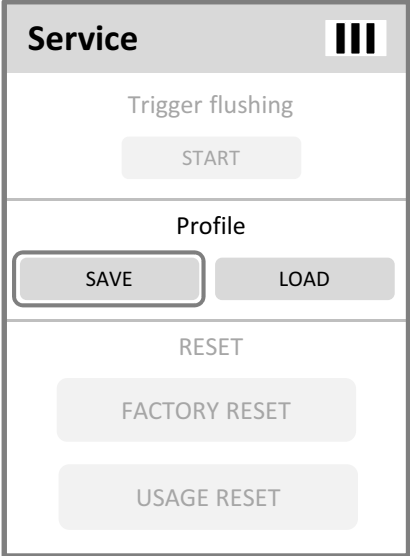 Service
Trigger flushing
START
Profile
SAVE LOAD
RESET
FACTORY RESET
USAGE RESET